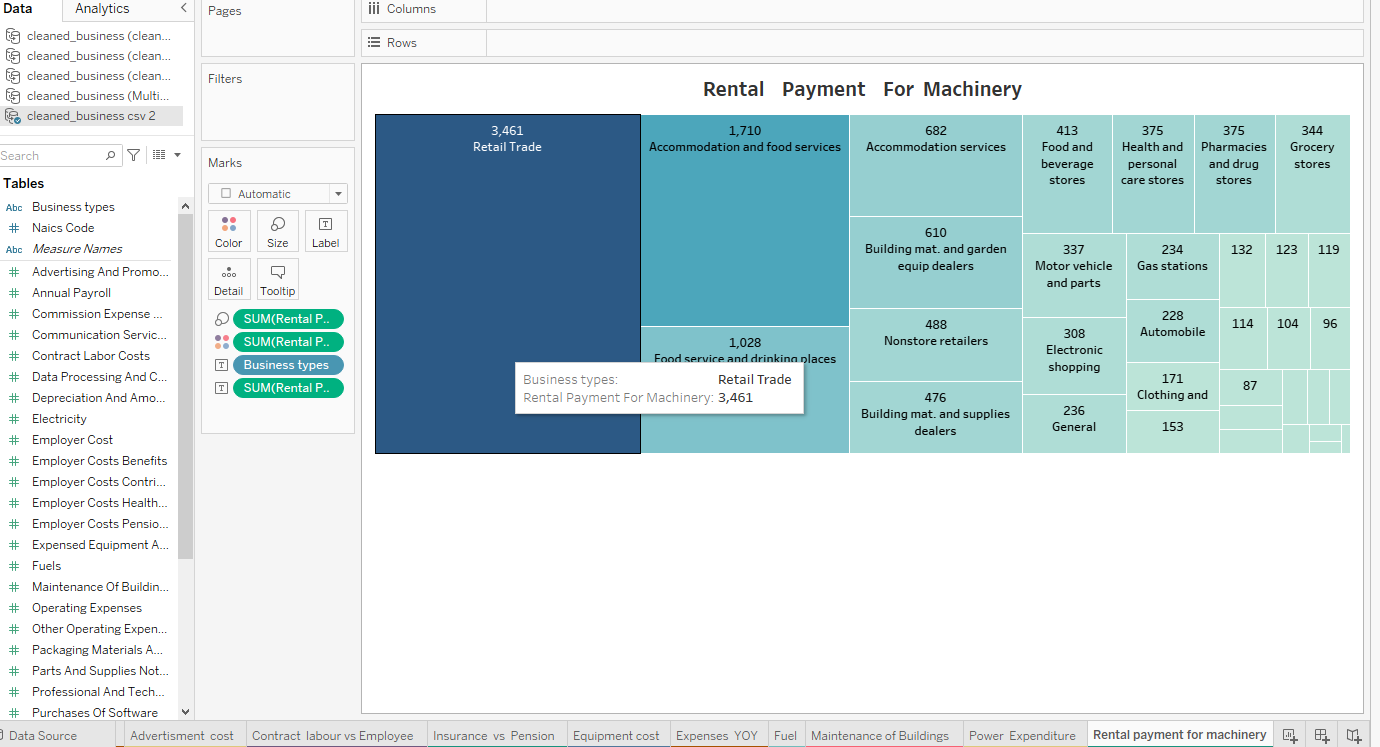 Data
Analytics
cleaned_business (clean...
cleaned_business (clean...
cleaned_business (clean...
cleaned_business (Multi...
cleaned_business csv 2
Search
Tables
Abc Business types
# Naics Code
Abc Measure Names
# Advertising And Promo...
# Annual Payroll
# Commission Expense ...
# Communication Servic...
# Contract Labor Costs
# Data Processing And C...
# Depreciation And Amo...
# Electricity
# Employer Cost
# Employer Costs Benefits
# Employer Costs Contri...
# Employer Costs Health...
# Employer Costs Pensio...
# Expensed Equipment A...
# Fuels
# Maintenance Of Buildin...
# Operating Expenses
# Other Operating Expen...
# Packaging Materials A...
# Parts And Supplies Not...
# Professional And Tech...
# Purchases Of Software
Pages
Filters
Marks
Automatic
Color
Size
T
Label
Detail
Tooltip
SUM(Rental P..
SUM(Rental P..
T Business types
T SUM(Rental P..
Columns
Rows
Rental Payment For Machinery
3,461
Retail Trade
1,710
Accommodation and food services
1,028
Food service and drinking places
Business types: Retail Trade
Rental Payment For Machinery: 3,461
682
Accommodation services
610
Building mat. and garden
equip dealers
488
Nonstore retailers
476
Building mat. and supplies
dealers
413
Food and
beverage
stores
375
Health and
personal
care stores
375
Pharmacies
and drug
stores
344
Grocery
stores
337
Motor vehicle
and parts
308
Electronic
shopping
236
General
234
Gas stations
228
Automobile
171
Clothing and
153
132
123
119
114
104
96
87
Data Source
Advertisment cost
Contract labour vs Employee
Insurance vs Pension
Equipment cost
Expenses YOY
Fuel
Maintenance of Buildings
Power Expenditure
Rental payment for machinery